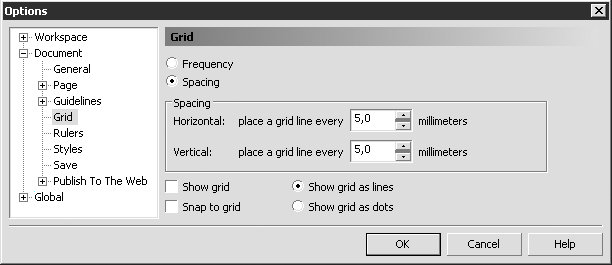 Options
Workspace
Document
General
Page
Guidelines
Grid
Rulers
Styles
Save
Publish To The Web
Global
Grid
Frequency
Spacing
Spacing
Horizontal: place a grid line every 5,0 millimeters
Vertical: place a grid line every 5,0 millimeters
Show grid Show grid as lines
Snap to grid Show grid as dots
OK Cancel Help